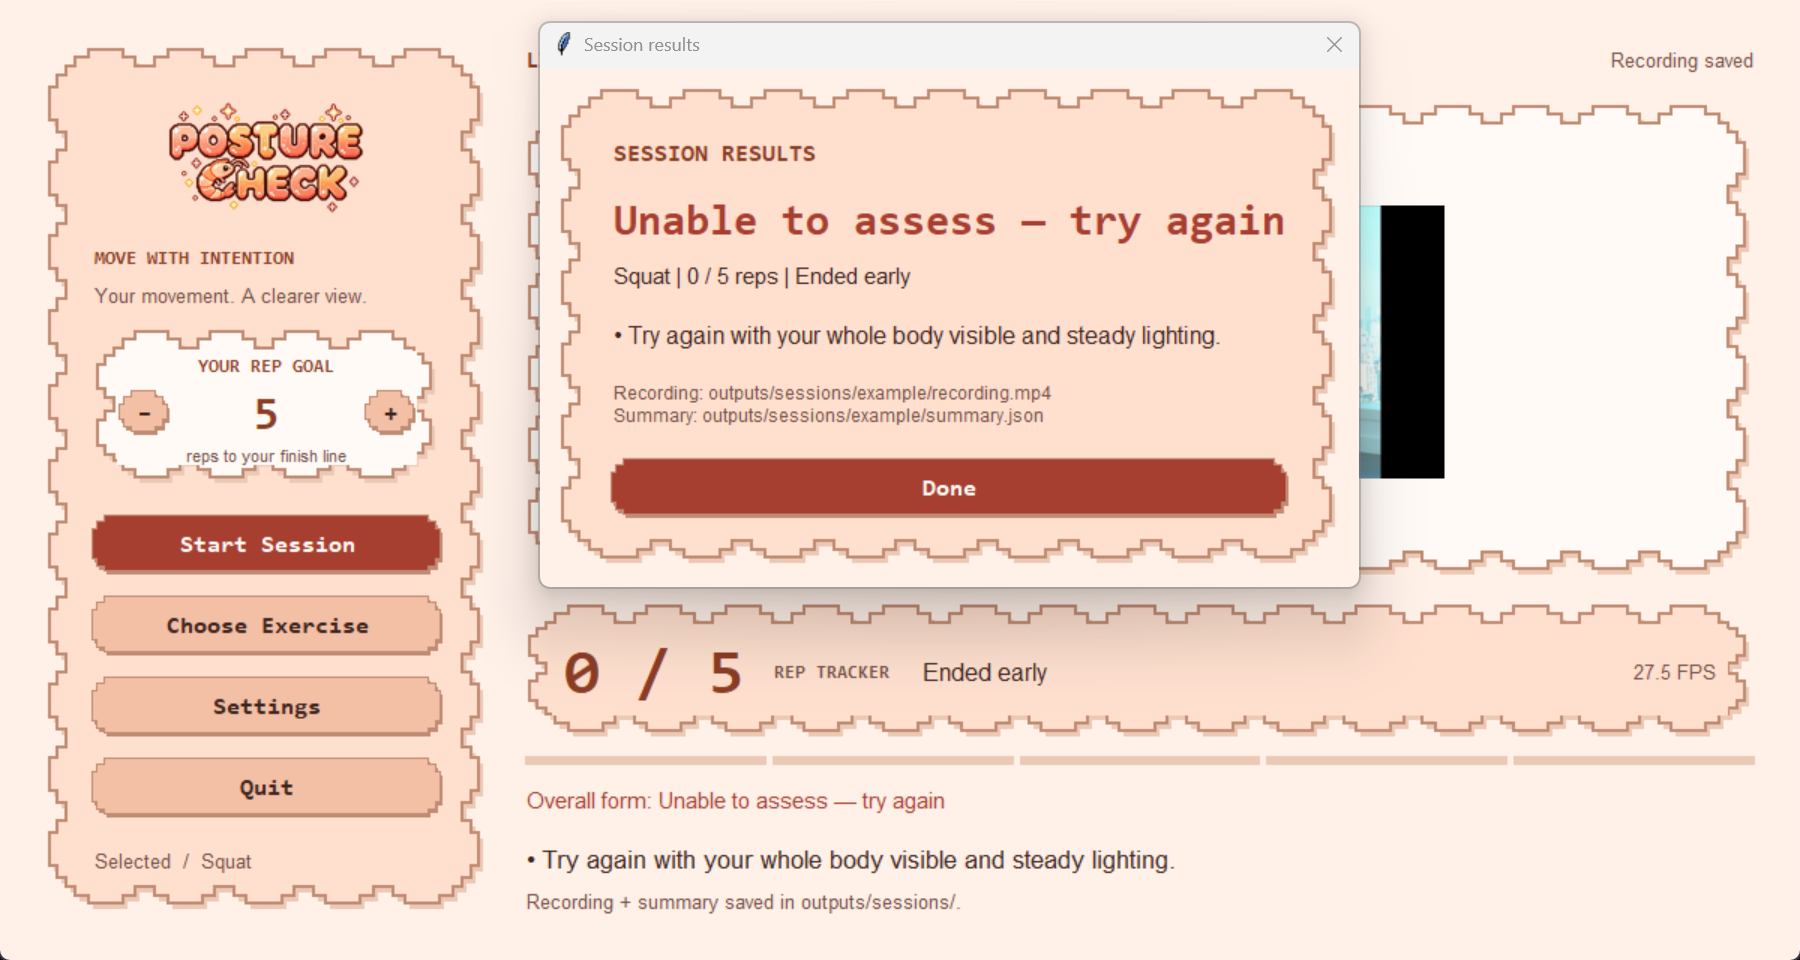 POSTURE
CHECK
MOVE WITH INTENTION
Your movement. A clearer view.
YOUR REP GOAL
-
5
+
reps to your finish line
Start Session
Choose Exercise
Settings
Quit
Selected / Squat
L
Recording saved
Session results
SESSION RESULTS
Unable to assess — try again
Squat | 0 / 5 reps | Ended early
• Try again with your whole body visible and steady lighting.
Recording: outputs/sessions/example/recording.mp4
Summary: outputs/sessions/example/summary.json
Done
0 / 5 REP TRACKER Ended early 27.5 FPS
Overall form: Unable to assess — try again
• Try again with your whole body visible and steady lighting.
Recording + summary saved in outputs/sessions/.